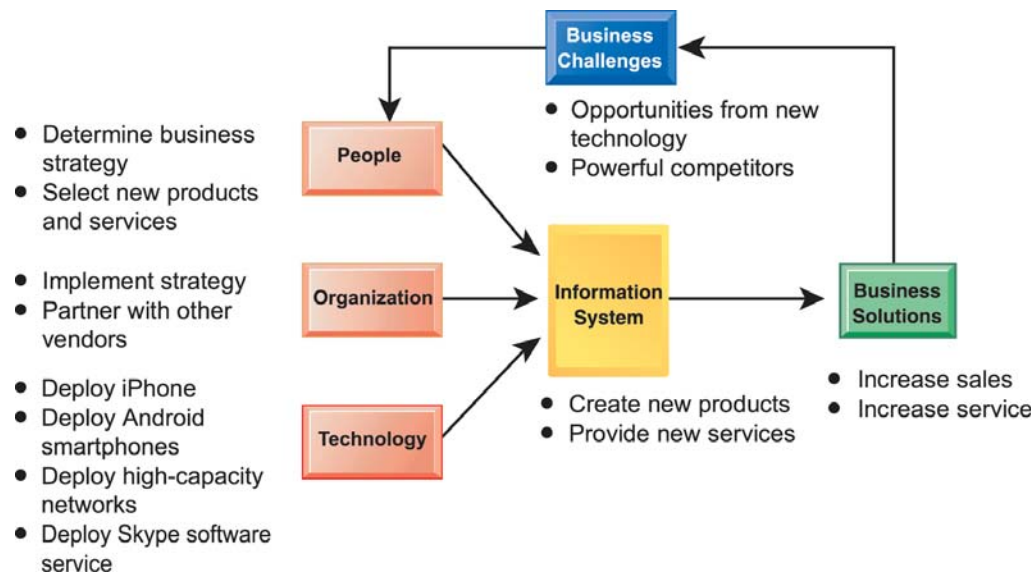 Business
Challenges
• Opportunities from new
technology
• Powerful competitors
• Determine business
strategy
• Select new products
and services
People
• Implement strategy
• Partner with other
vendors
Organization
• Deploy iPhone
• Deploy Android
smartphones
• Deploy high-capacity
networks
• Deploy Skype software
service
Technology
Information
System
• Create new products
• Provide new services
Business
Solutions
• Increase sales
• Increase service